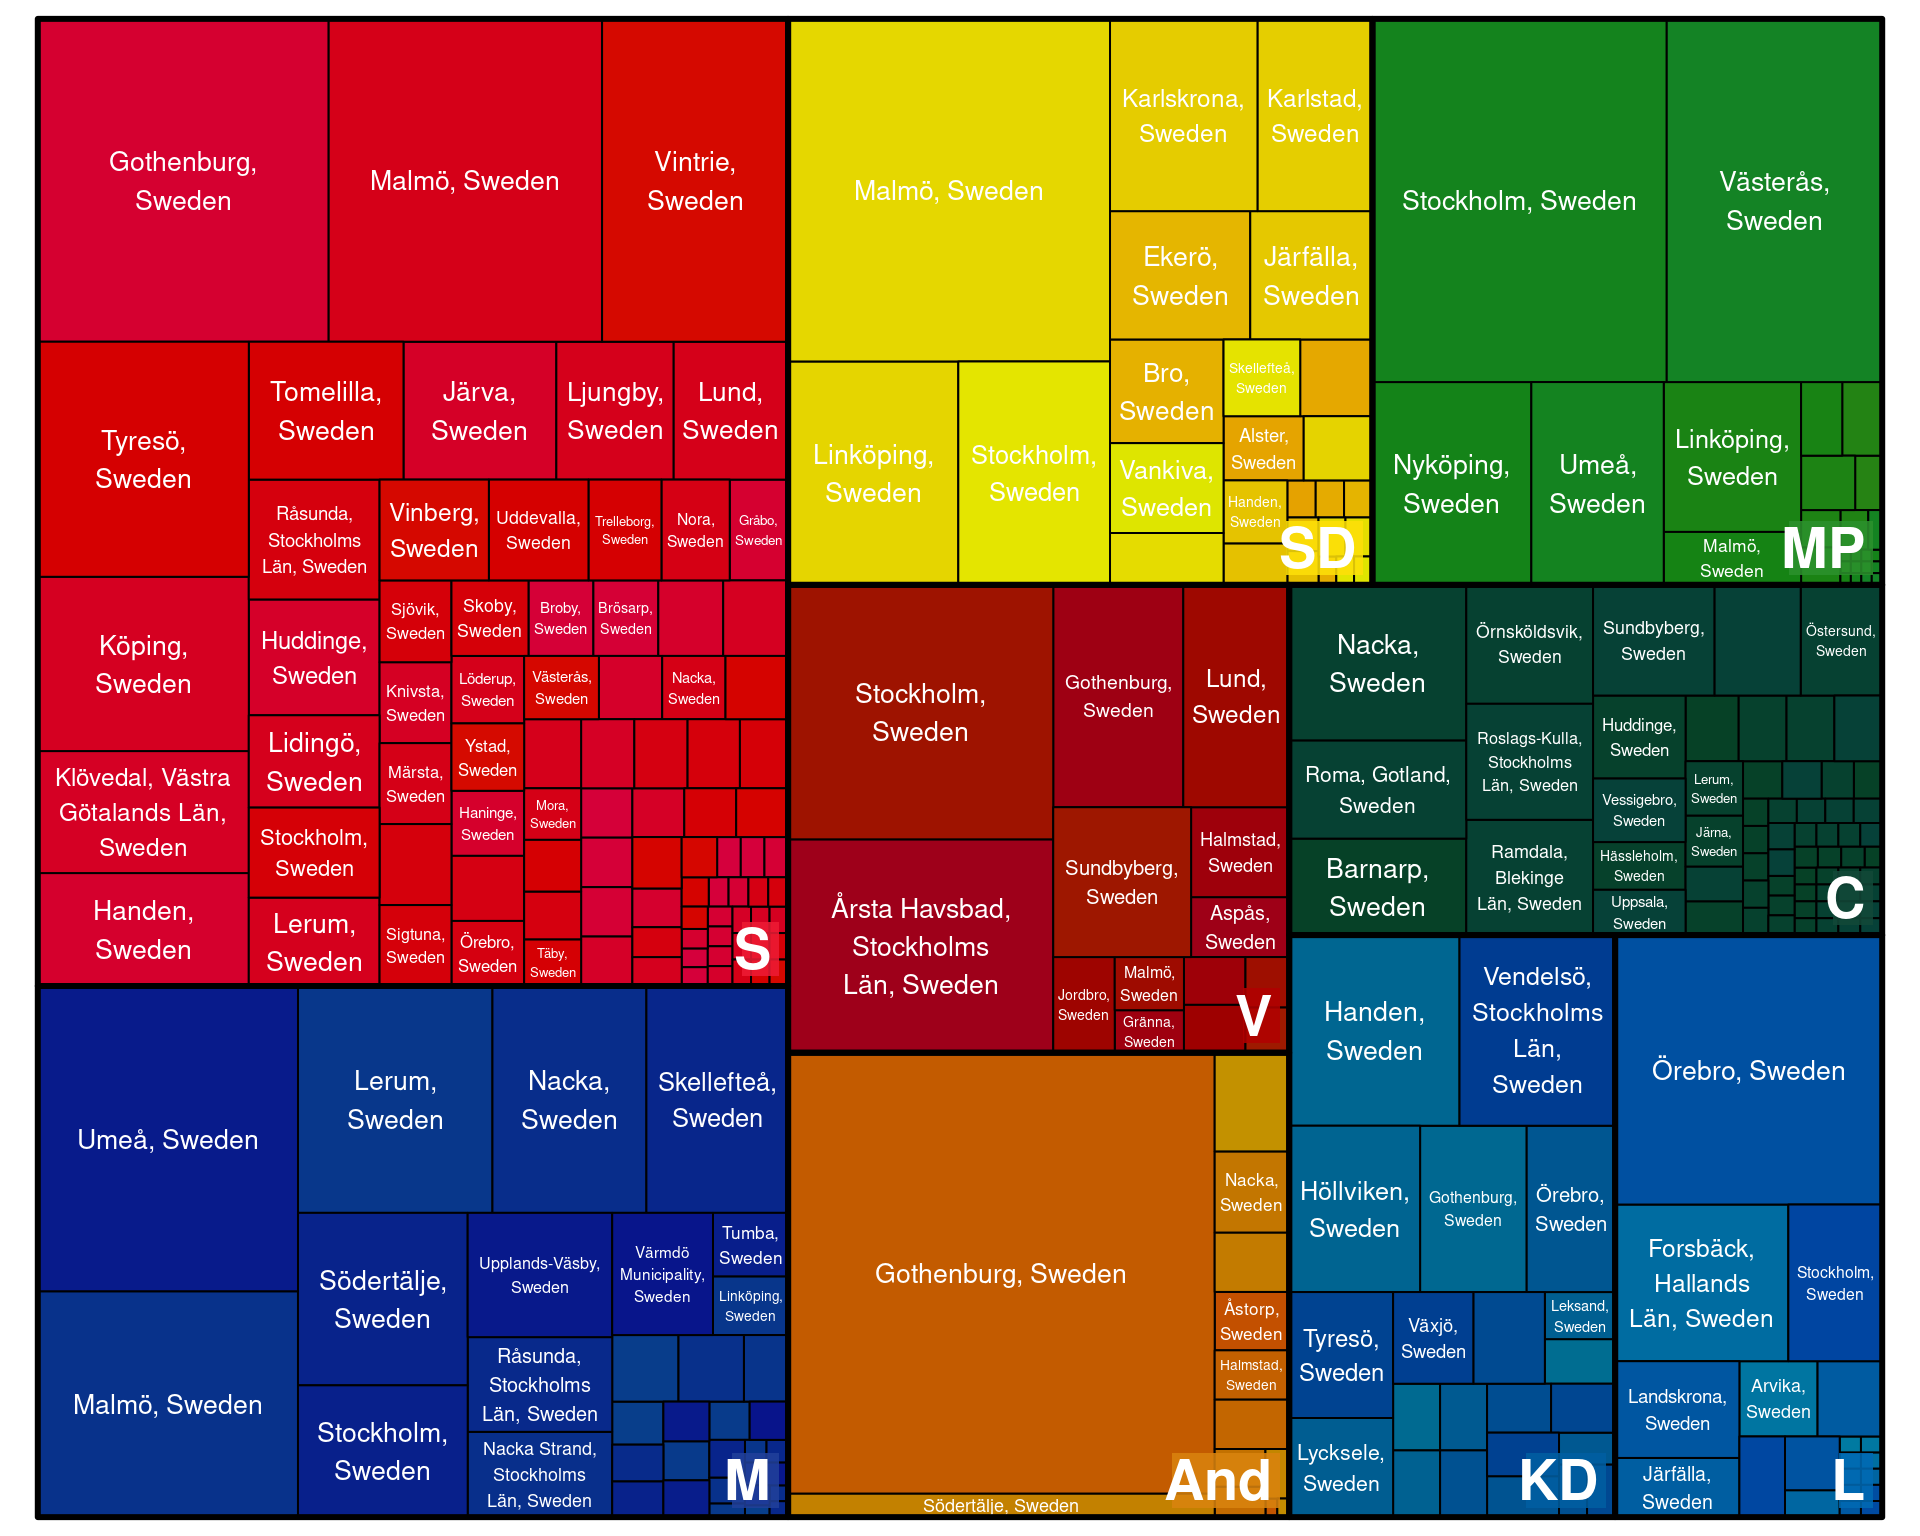 Gothenburg,
Sweden
Malmö, Sweden
Vintrie,
Sweden
Tyresö,
Sweden
Tomelilla,
Sweden
Järva,
Sweden
Ljungby,
Sweden
Lund,
Sweden
Råsunda,
Stockholms
Län, Sweden
Vinberg,
Sweden
Uddevalla,
Sweden
Trelleborg,
Sweden
Nora,
Sweden
Gråbo,
Sweden
Köping,
Sweden
Huddinge,
Sweden
Sjövik,
Sweden
Skoby,
Sweden
Broby,
Sweden
Brösarp,
Sweden
Knivsta,
Sweden
Löderup,
Sweden
Västerås,
Sweden
Nacka,
Sweden
Klövedal, Västra
Götalands Län,
Sweden
Lidingö,
Sweden
Märsta,
Sweden
Ystad,
Sweden
Haninge,
Sweden
Mora,
Sweden
Stockholm,
Sweden
Handen,
Sweden
Lerum,
Sweden
Sigtuna,
Sweden
Örebro,
Sweden
Täby,
Sweden
S
Malmö, Sweden
Karlskrona,
Sweden
Karlstad,
Sweden
Ekerö,
Sweden
Järfälla,
Sweden
Linköping,
Sweden
Stockholm,
Sweden
Bro,
Sweden
Skellefteå,
Sweden
Alster,
Sweden
Vankiva,
Sweden
Handen,
Sweden
SD
Stockholm, Sweden
Västerås,
Sweden
Nyköping,
Sweden
Umeå,
Sweden
Linköping,
Sweden
Malmö,
Sweden
MP
Stockholm,
Sweden
Gothenburg,
Sweden
Lund,
Sweden
Årsta Havsbad,
Stockholms
Län, Sweden
Sundbyberg,
Sweden
Halmstad,
Sweden
Aspås,
Sweden
Jordbro,
Sweden
Malmö,
Sweden
Gränna,
Sweden
V
Nacka,
Sweden
Örnsköldsvik,
Sweden
Sundbyberg,
Sweden
Östersund,
Sweden
Roma, Gotland,
Sweden
Roslags-Kulla,
Stockholms
Län, Sweden
Huddinge,
Sweden
Vessigebro,
Sweden
Lerum,
Sweden
Järna,
Sweden
Barnarp,
Sweden
Ramdala,
Blekinge
Län, Sweden
Hässleholm,
Sweden
Uppsala,
Sweden
C
Umeå, Sweden
Lerum,
Sweden
Nacka,
Sweden
Skellefteå,
Sweden
Malmö, Sweden
Södertälje,
Sweden
Upplands-Väsby,
Sweden
Värmdö
Municipality,
Sweden
Tumba,
Sweden
Linköping,
Sweden
Råsunda,
Stockholms
Län, Sweden
Stockholm,
Sweden
Nacka Strand,
Stockholms
Län, Sweden
M
Gothenburg, Sweden
Nacka,
Sweden
Åstorp,
Sweden
Halmstad,
Sweden
Södertälje, Sweden
And
Handen,
Sweden
Vendelsö,
Stockholms
Län,
Sweden
Höllviken,
Sweden
Gothenburg,
Sweden
Örebro,
Sweden
Tyresö,
Sweden
Växjö,
Sweden
Leksand,
Sweden
Lycksele,
Sweden
KD
Örebro, Sweden
Forsbäck,
Hallands
Län, Sweden
Stockholm,
Sweden
Landskrona,
Sweden
Arvika,
Sweden
Järfälla,
Sweden
L